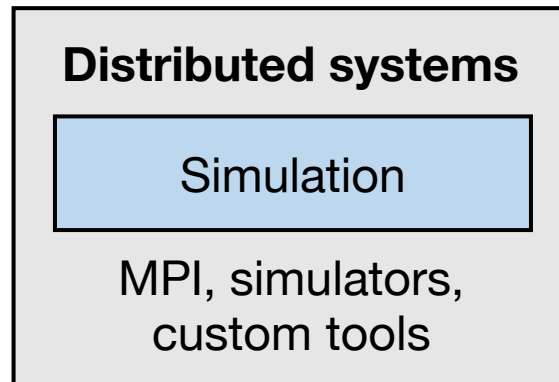 Distributed systems
Simulation
MPI, simulators,
custom tools